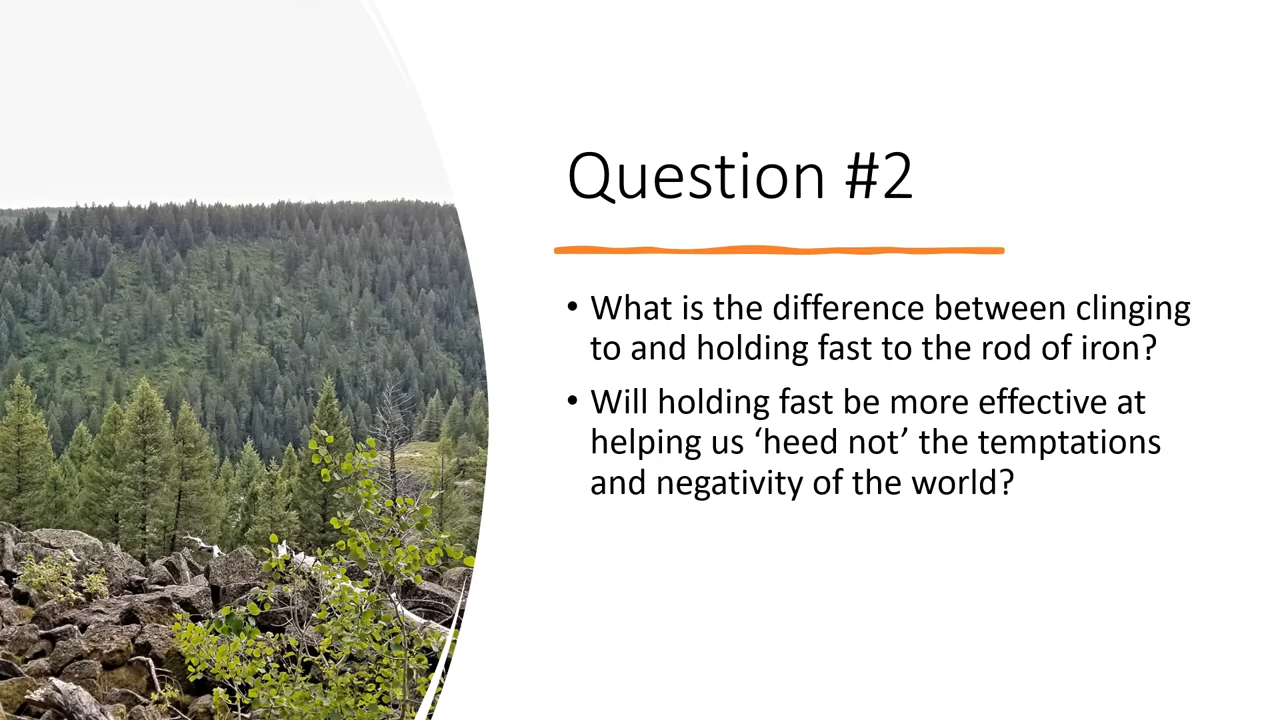 Question #2
• What is the difference between clinging
to and holding fast to the rod of iron?
• Will holding fast be more effective at
helping us ‘heed not’ the temptations
and negativity of the world?